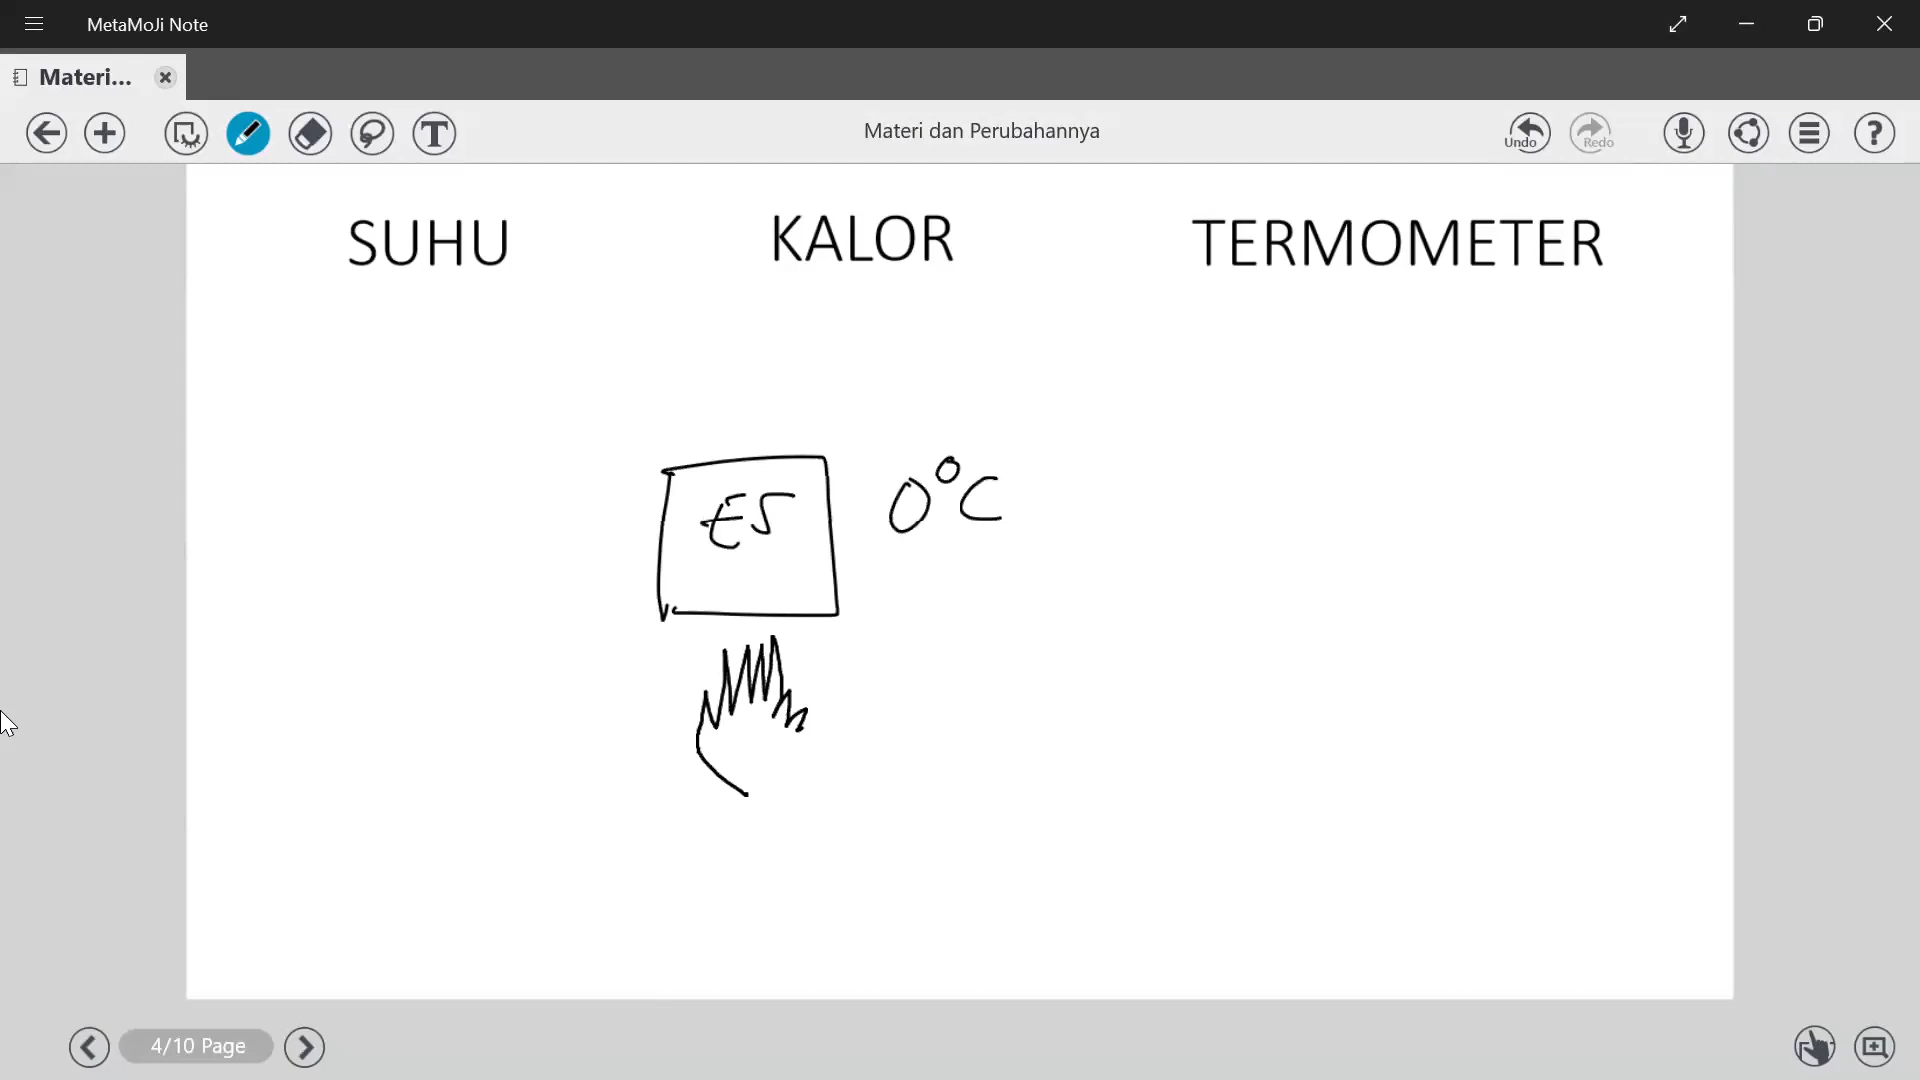 MetaMoJi Note
Materi...
Materi dan Perubahannya
Undo
Redo
SUHU KALOR TERMOMETER
ES 0°C
4/10 Page